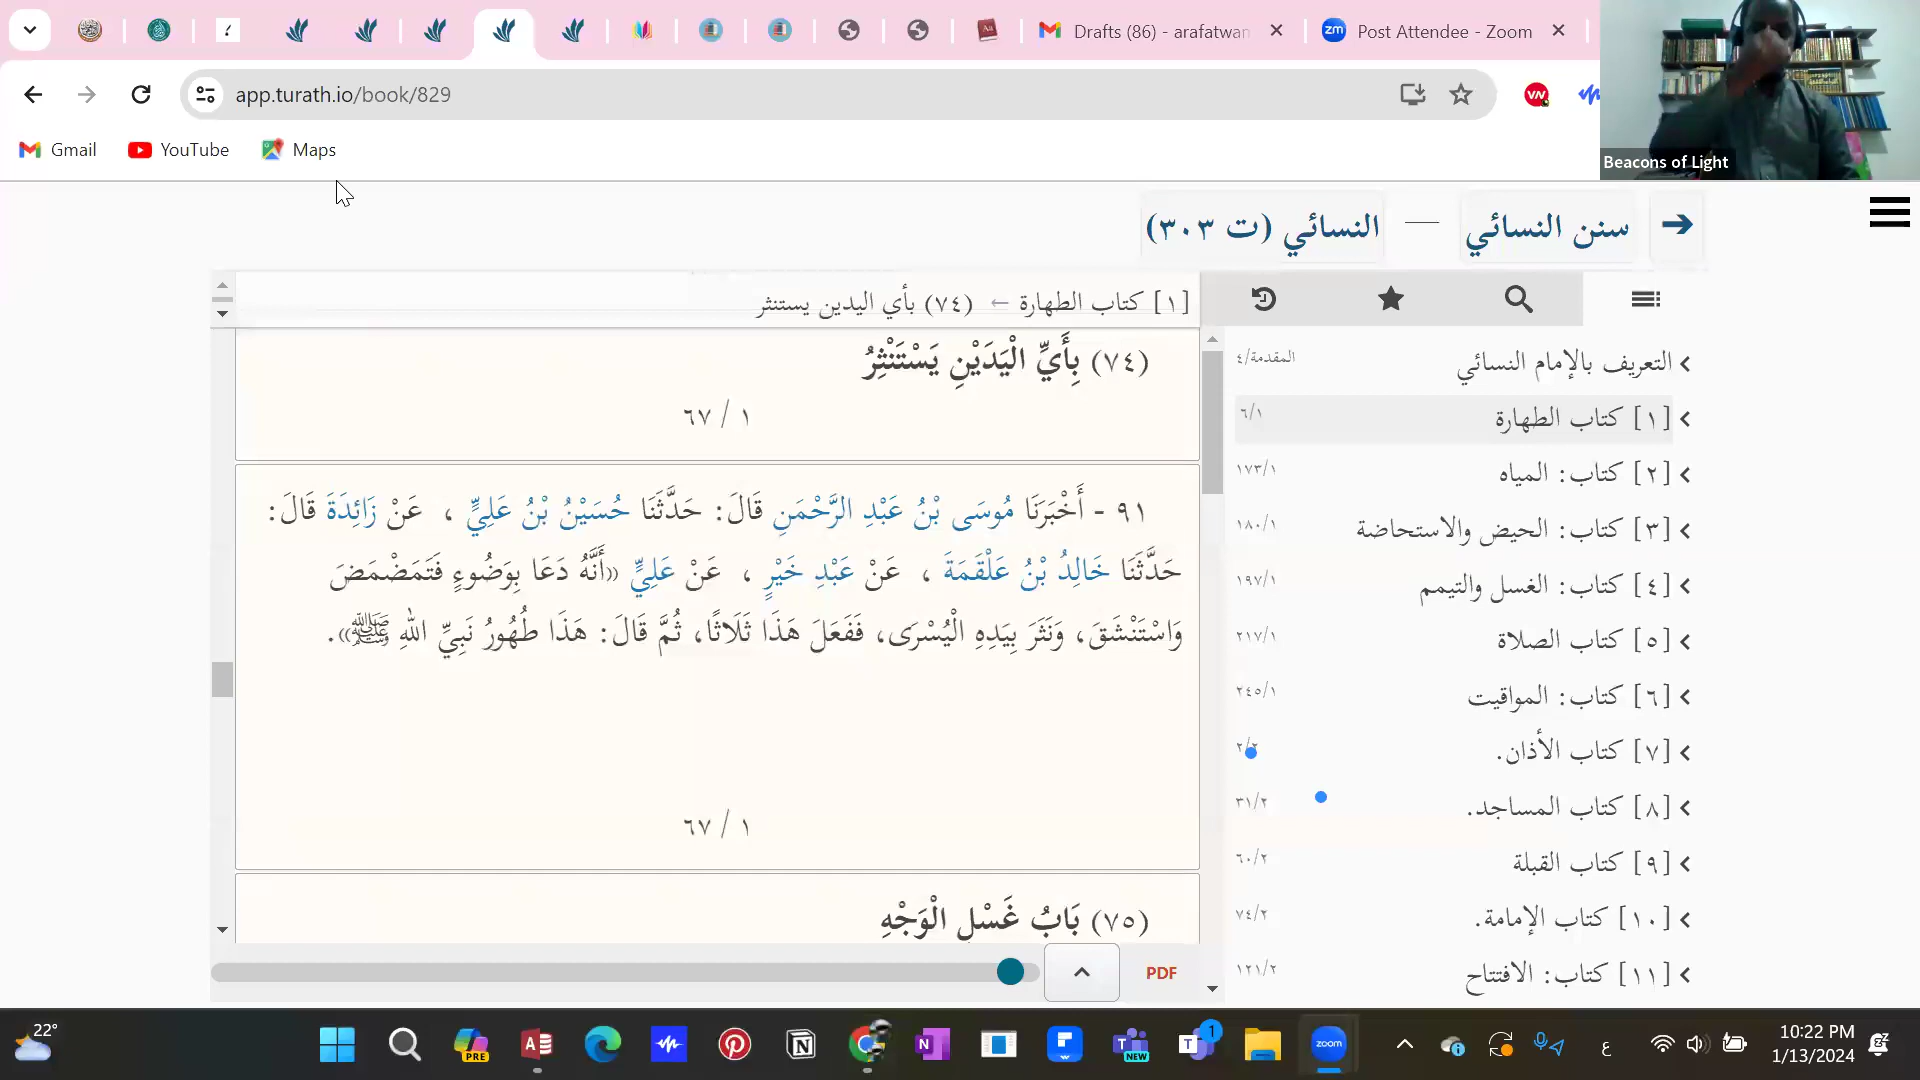 Drafts (86) - arafatwan
Post Attendee - Zoom
app.turath.io/book/829
Gmail
YouTube
Maps
Beacons of Light
سنن النسائي — النسائي (ت ٣٠٣)
[١] كتاب الطهارة ← (٧٤) بأي اليدين يستنثر
(٧٤) بِأَيِّ الْيَدَيْنِ يَسْتَنْثِرُ
١ / ٦٧
٩١ - أَخْبَرَنَا مُوسَى بْنُ عَبْدِ الرَّحْمَنِ قَالَ: حَدَّثَنَا حُسَيْنُ بْنُ عَلِيٍّ ، عَنْ زَائِدَةَ قَالَ:
حَدَّثَنَا خَالِدُ بْنُ عَلْقَمَةَ ، عَنْ عَبْدِ خَيْرٍ ، عَنْ عَلِيٍّ «أَنَّهُ دَعَا بِوَضُوءٍ فَتَمَضْمَضَ
وَاسْتَنْشَقَ، وَنَثَرَ بِيَدِهِ الْيُسْرَى، فَفَعَلَ هَذَا ثَلَاثًا، ثُمَّ قَالَ: هَذَا طُهُورُ نَبِيِّ اللهِ ﷺ».
١ / ٦٧
(٧٥) بَابُ غَسْلِ الْوَجْهِ
PDF
التعريف بالإمام النسائي المقدمة/٤
[١] كتاب الطهارة ٦/١
[٢] كتاب: المياه ١٧٣/١
[٣] كتاب: الحيض والاستحاضة ١٨٠/١
[٤] كتاب: الغسل والتيمم ١٩٧/١
[٥] كتاب الصلاة ٢١٧/١
[٦] كتاب: المواقيت ٢٤٥/١
[٧] كتاب الأذان. ٢/٢
[٨] كتاب المساجد. ٣١/٢
[٩] كتاب القبلة ٦٠/٢
[١٠] كتاب الإمامة. ٧٤/٢
[١١] كتاب: الافتتاح ١٢١/٢
22°
PRE
NEW
1
zoom
ع
10:22 PM
1/13/2024